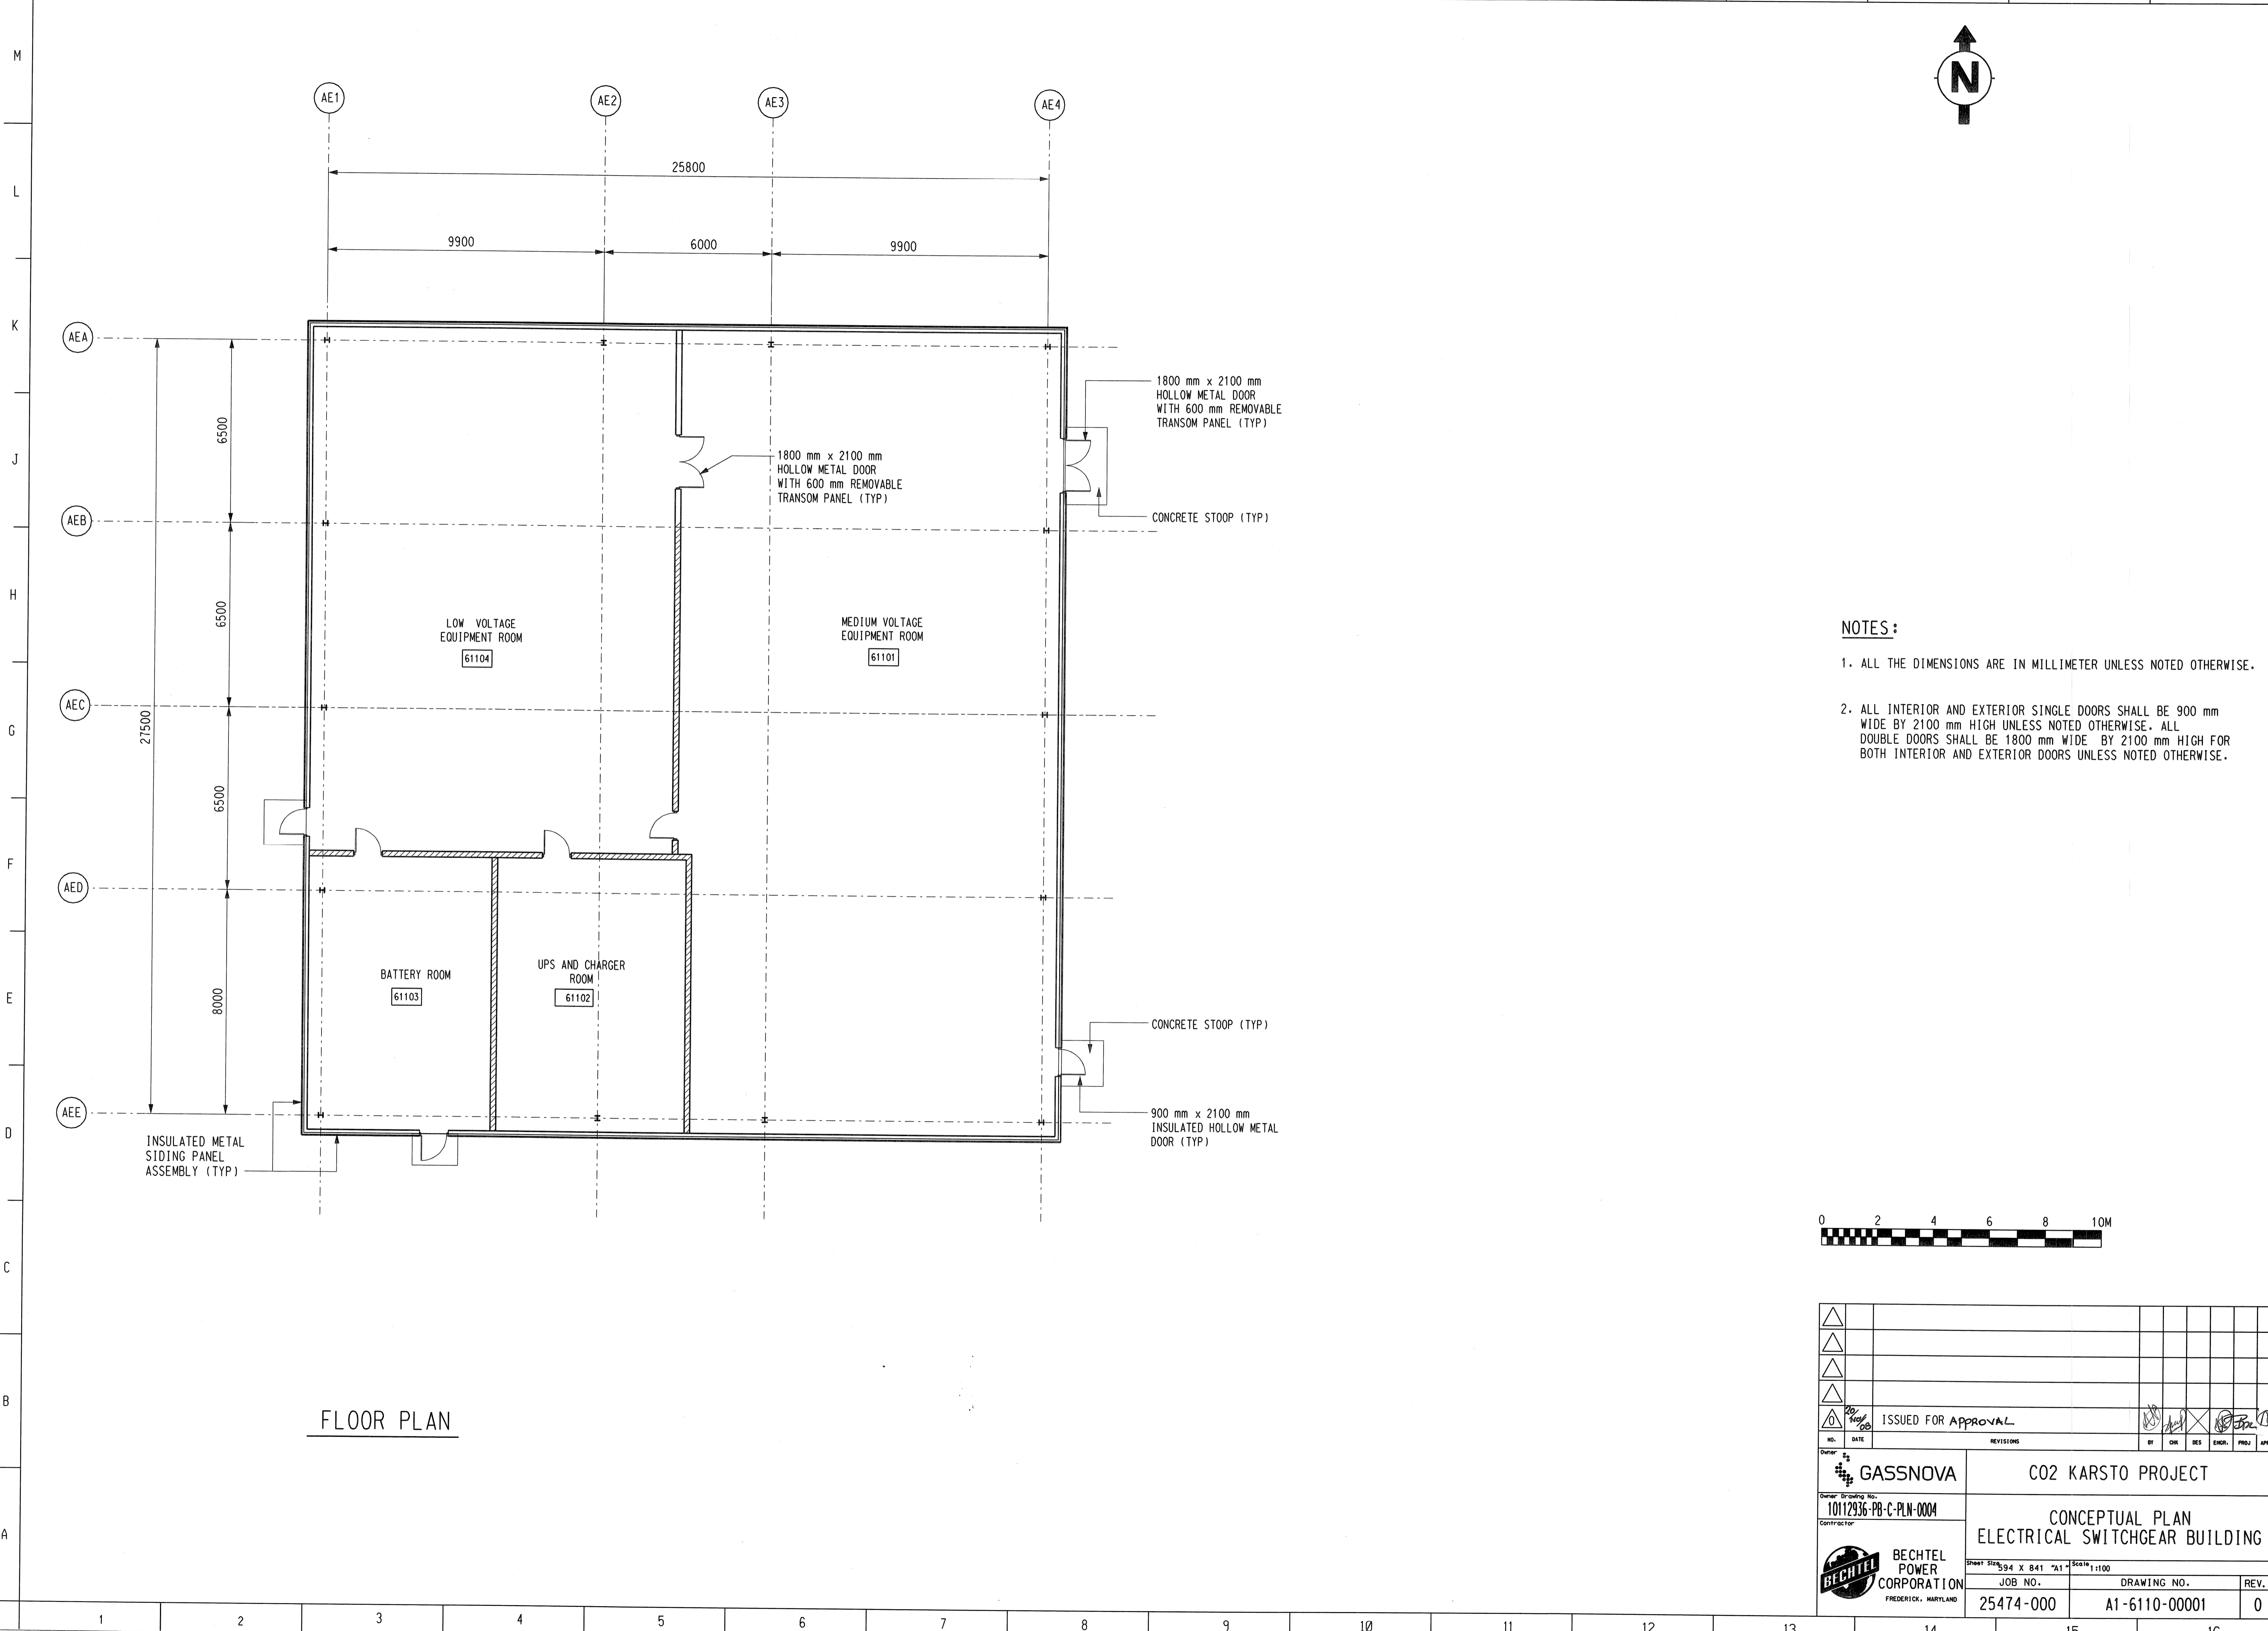 M
L
K
J
H
G
F
E
D
C
B
A
N
AE1
AE2
AE3
AE4
25800
9900
6000
9900
AEA
AEB
AEC
AED
AEE
27500
6500
6500
6500
8000
1800 mm x 2100 mm
HOLLOW METAL DOOR
WITH 600 mm REMOVABLE
TRANSOM PANEL (TYP)
1800 mm x 2100 mm
HOLLOW METAL DOOR
WITH 600 mm REMOVABLE
TRANSOM PANEL (TYP)
CONCRETE STOOP (TYP)
LOW VOLTAGE
EQUIPMENT ROOM
61104
MEDIUM VOLTAGE
EQUIPMENT ROOM
61101
BATTERY ROOM
61103
UPS AND CHARGER
ROOM
61102
CONCRETE STOOP (TYP)
900 mm x 2100 mm
INSULATED HOLLOW METAL
DOOR (TYP)
INSULATED METAL
SIDING PANEL
ASSEMBLY (TYP)
FLOOR PLAN
NOTES:
1. ALL THE DIMENSIONS ARE IN MILLIMETER UNLESS NOTED OTHERWISE.
2. ALL INTERIOR AND EXTERIOR SINGLE DOORS SHALL BE 900 mm
WIDE BY 2100 mm HIGH UNLESS NOTED OTHERWISE. ALL
DOUBLE DOORS SHALL BE 1800 mm WIDE BY 2100 mm HIGH FOR
BOTH INTERIOR AND EXTERIOR DOORS UNLESS NOTED OTHERWISE.
0 2 4 6 8 10M
0 20/Nov/08 ISSUED FOR APPROVAL
NO. DATE REVISIONS BY CHK DES ENGR. PROJ
Owner
GASSNOVA
CO2 KARSTO PROJECT
Owner Drawing No.
10112936-PB-C-PLN-0004
Contractor
CONCEPTUAL PLAN
ELECTRICAL SWITCHGEAR BUILDING
BECHTEL
BECHTEL
POWER
CORPORATION
FREDERICK, MARYLAND
Sheet Size 594 X 841 "A1" Scale 1:100
JOB NO. DRAWING NO. REV.
25474-000 A1-6110-00001 0
1 2 3 4 5 6 7 8 9 10 11 12 13 14 15 16